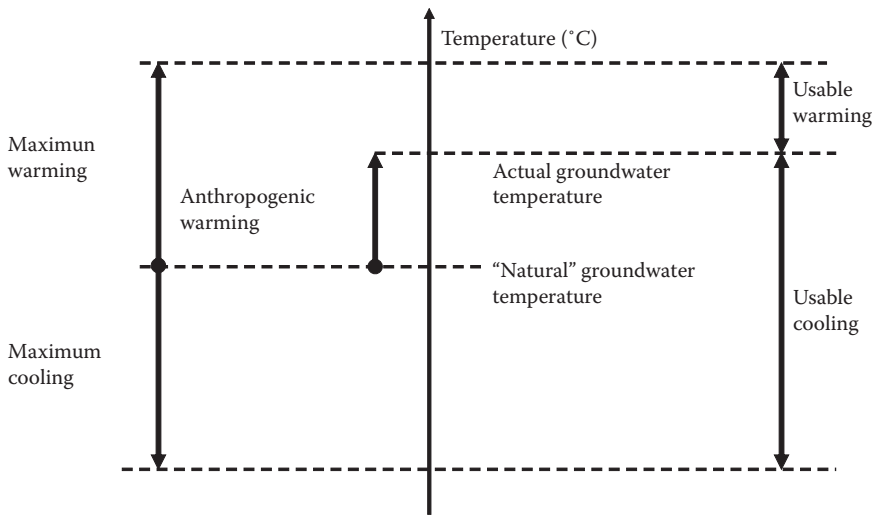 Temperature (˚C)
Usable
warming
Maximun
warming
Actual groundwater
temperature
Anthropogenic
warming
“Natural” groundwater
temperature
Usable
cooling
Maximum
cooling